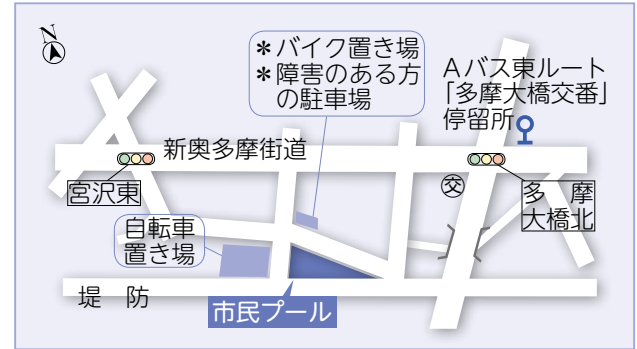 N
＊バイク置き場
＊障害のある方
の駐車場
Aバス東ルート
「多摩大橋交番」
停留所
新奥多摩街道
宮沢東
交
多摩
大橋北
自転車
置き場
堤防
市民プール